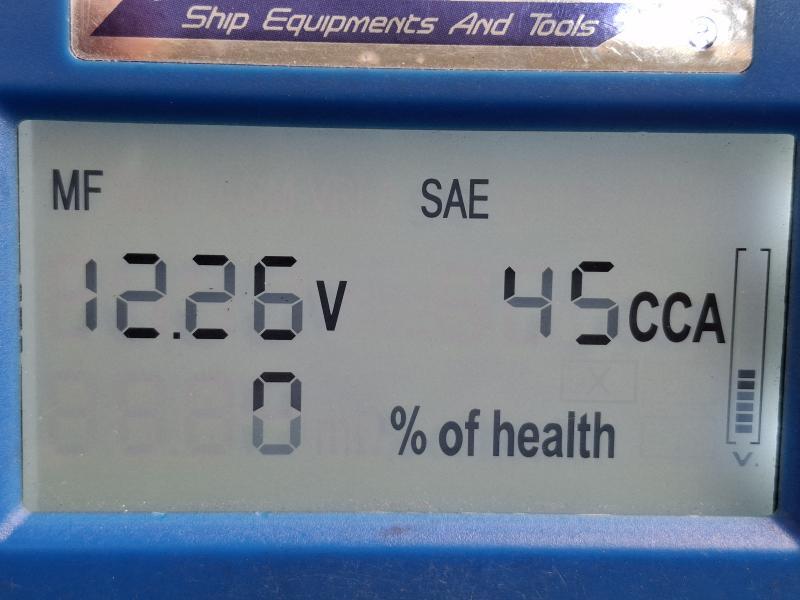 Ship Equipments And Tools
MF SAE
12.26 V 45 CCA
0 % of health
V.